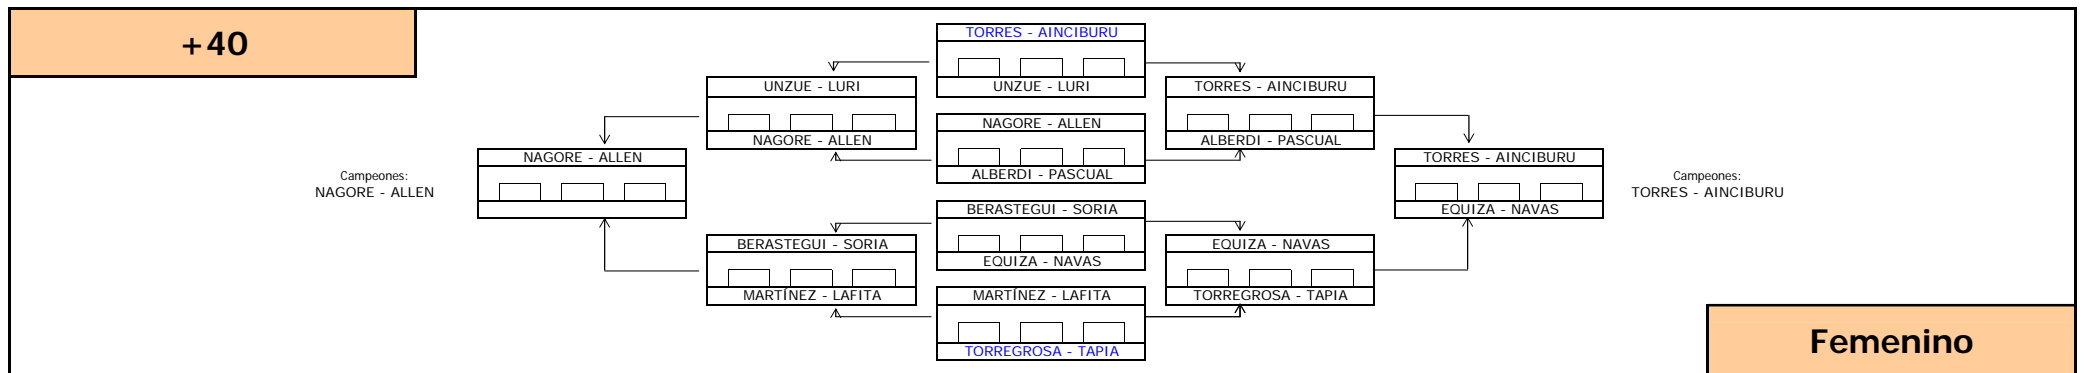 +40
TORRES - AINCIBURU
UNZUE - LURI
UNZUE - LURI
TORRES - AINCIBURU
NAGORE - ALLEN
NAGORE - ALLEN
ALBERDI - PASCUAL
NAGORE - ALLEN
TORRES - AINCIBURU
ALBERDI - PASCUAL
Campeones:
NAGORE - ALLEN
Campeones:
TORRES - AINCIBURU
BERASTEGUI - SORIA
EQUIZA - NAVAS
BERASTEGUI - SORIA
EQUIZA - NAVAS
EQUIZA - NAVAS
MARTÍNEZ - LAFITA
MARTÍNEZ - LAFITA
TORREGROSA - TAPIA
TORREGROSA - TAPIA
Femenino